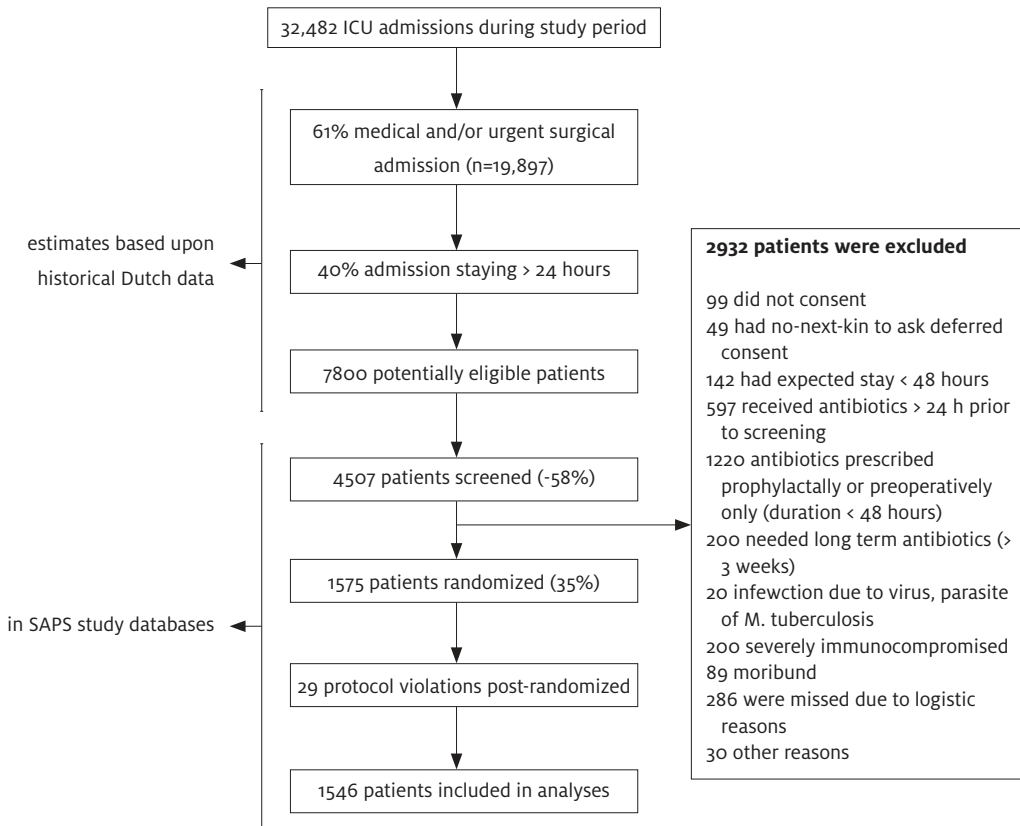 32,482 ICU admissions during study period
61% medical and/or urgent surgical
admission (n=19,897)
estimates based upon
historical Dutch data
40% admission staying > 24 hours
7800 potentially eligible patients
4507 patients screened (-58%)
1575 patients randomized (35%)
in SAPS study databases
29 protocol violations post-randomized
1546 patients included in analyses
2932 patients were excluded
99 did not consent
49 had no-next-kin to ask deferred
consent
142 had expected stay < 48 hours
597 received antibiotics > 24 h prior
to screening
1220 antibiotics prescribed
prophylactally or preoperatively
only (duration < 48 hours)
200 needed long term antibiotics (>
3 weeks)
20 infewction due to virus, parasite
of M. tuberculosis
200 severely immunocompromised
89 moribund
286 were missed due to logistic
reasons
30 other reasons